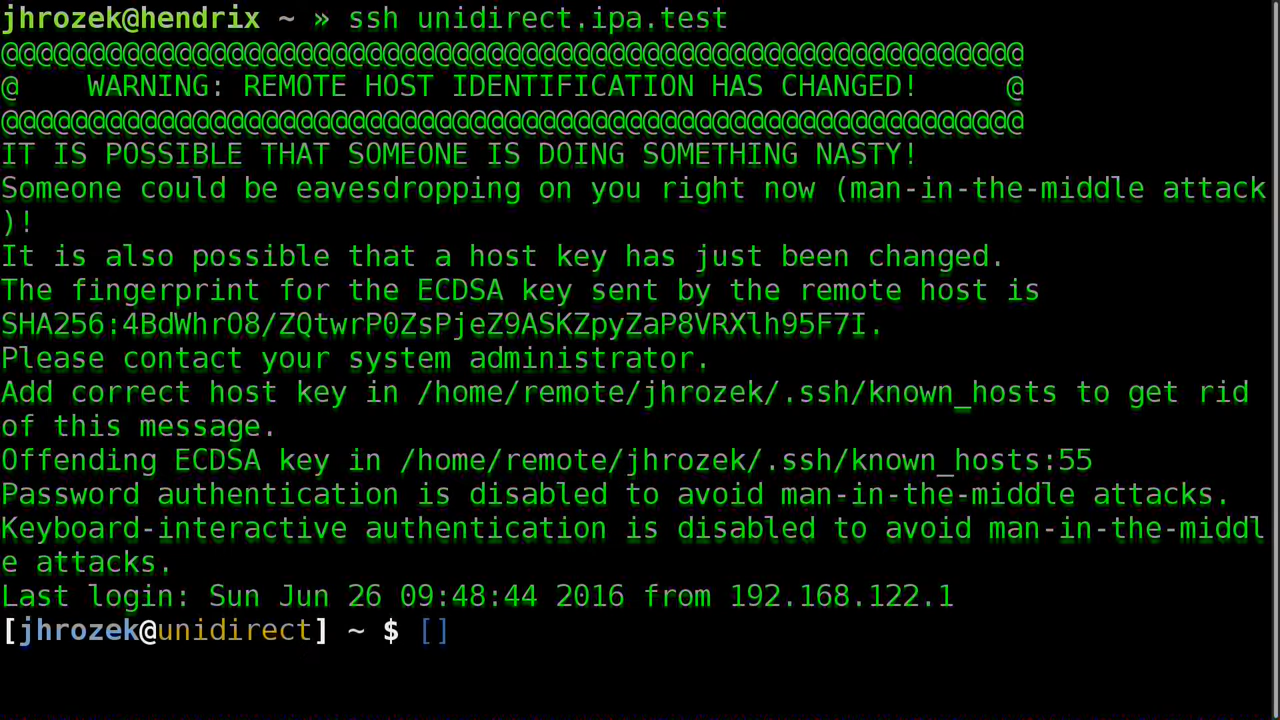 jhrozek@hendrix ~ » ssh unidirect.ipa.test
@@@@@@@@@@@@@@@@@@@@@@@@@@@@@@@@@@@@@@@@@@@@@@@@@@@@@@@@@@@
@    WARNING: REMOTE HOST IDENTIFICATION HAS CHANGED!     @
@@@@@@@@@@@@@@@@@@@@@@@@@@@@@@@@@@@@@@@@@@@@@@@@@@@@@@@@@@@
IT IS POSSIBLE THAT SOMEONE IS DOING SOMETHING NASTY!
Someone could be eavesdropping on you right now (man-in-the-middle attack
)!
It is also possible that a host key has just been changed.
The fingerprint for the ECDSA key sent by the remote host is
SHA256:4BdWhrO8/ZQtwrP0ZsPjeZ9ASKZpyZaP8VRXlh95F7I.
Please contact your system administrator.
Add correct host key in /home/remote/jhrozek/.ssh/known_hosts to get rid
of this message.
Offending ECDSA key in /home/remote/jhrozek/.ssh/known_hosts:55
Password authentication is disabled to avoid man-in-the-middle attacks.
Keyboard-interactive authentication is disabled to avoid man-in-the-middl
e attacks.
Last login: Sun Jun 26 09:48:44 2016 from 192.168.122.1
[jhrozek@unidirect] ~ $ []